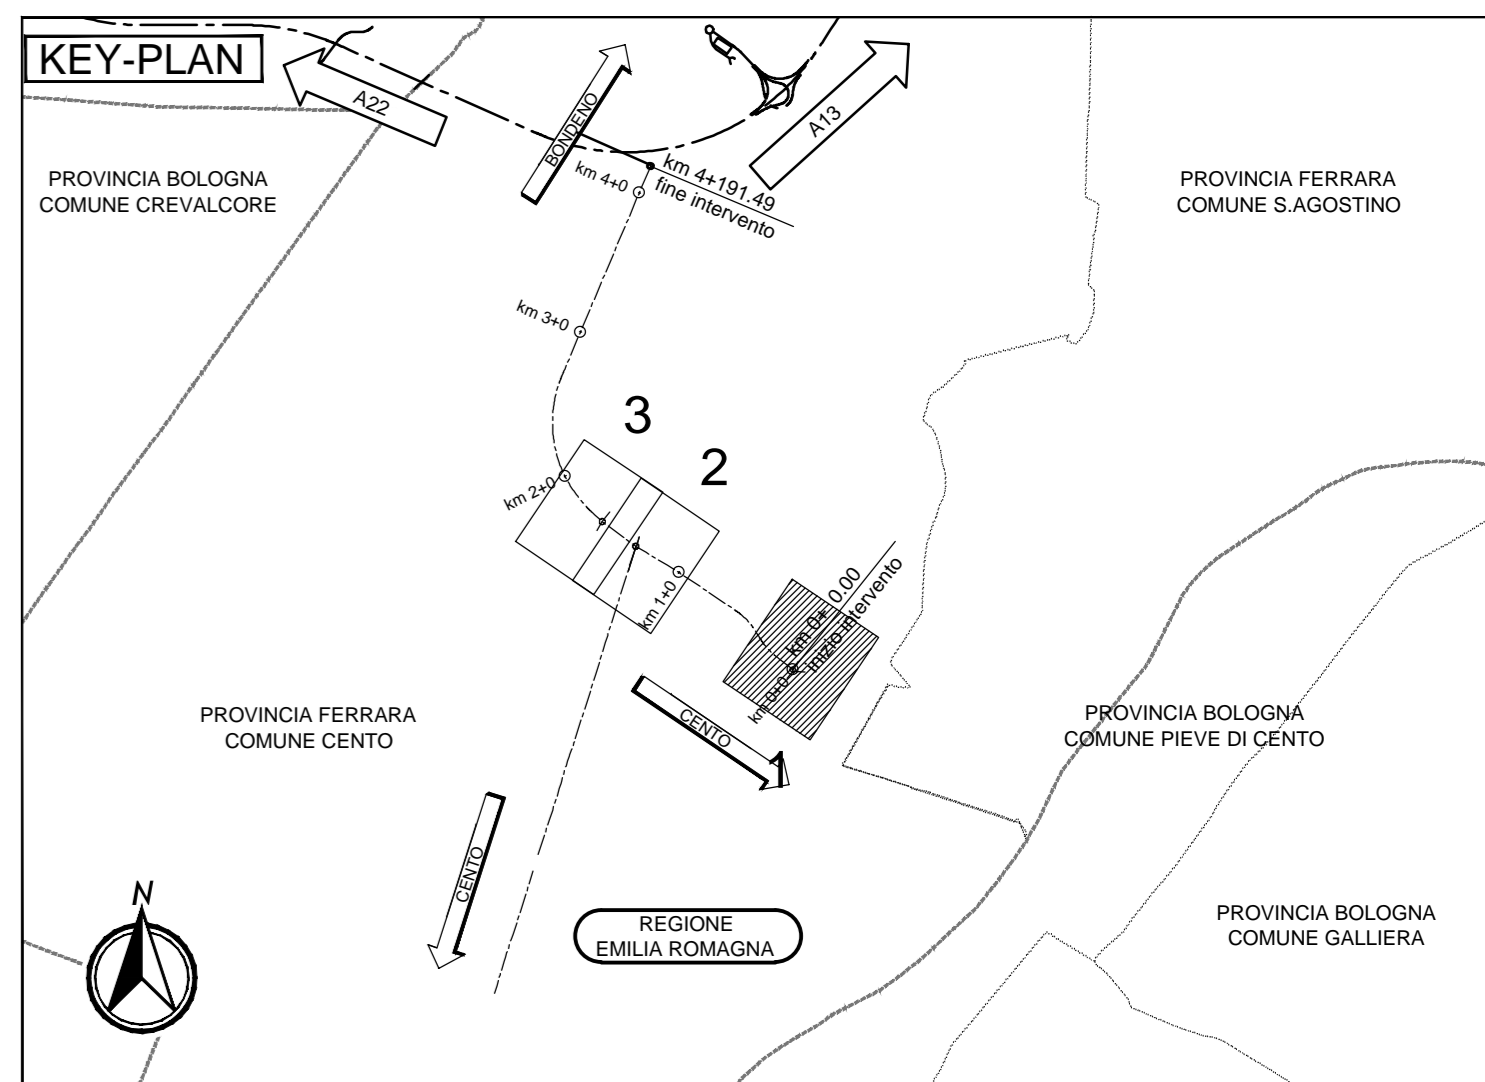 KEY-PLAN
A22
BONDENO
A13
km 4+191.49
fine intervento
km 4+0
PROVINCIA BOLOGNA
COMUNE CREVALCORE
PROVINCIA FERRARA
COMUNE S.AGOSTINO
km 3+0
3
2
km 2+0
km 1+0
km 0+ 0.00
inizio intervento
km 0+0
CENTO
1
PROVINCIA FERRARA
COMUNE CENTO
PROVINCIA BOLOGNA
COMUNE PIEVE DI CENTO
CENTO
N
REGIONE
EMILIA ROMAGNA
PROVINCIA BOLOGNA
COMUNE GALLIERA